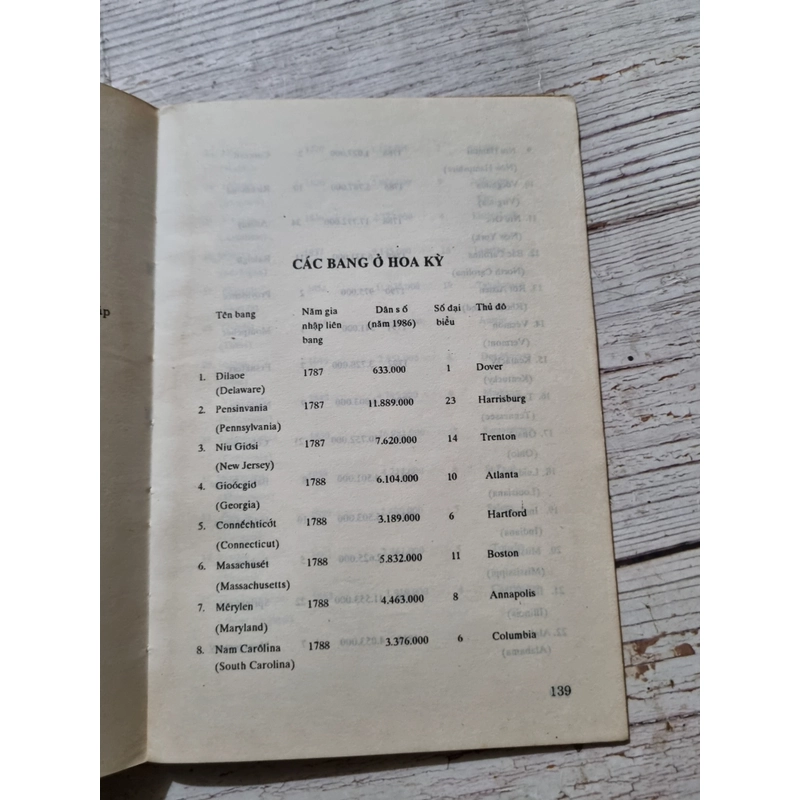 CÁC BANG Ở HOA KỲ
Tên bang Năm gia nhập liên bang Dân số (năm 1986) Số đại biểu Thủ đô
1. Dilaoe 1787 633.000 1 Dover
(Delaware)
2. Pensinvania 1787 11.889.000 23 Harrisburg
(Pennsylvania)
3. Niu Giơsi 1787 7.620.000 14 Trenton
(New Jersey)
4. Gioócgiơ 1788 6.104.000 10 Atlanta
(Georgia)
5. Connếchticớt 1788 3.189.000 6 Hartford
(Connecticut)
6. Masachusét 1788 5.832.000 11 Boston
(Massachusetts)
7. Mêrylen 1788 4.463.000 8 Annapolis
(Maryland)
8. Nam Carôlina 1788 3.376.000 6 Columbia
(South Carolina)
139